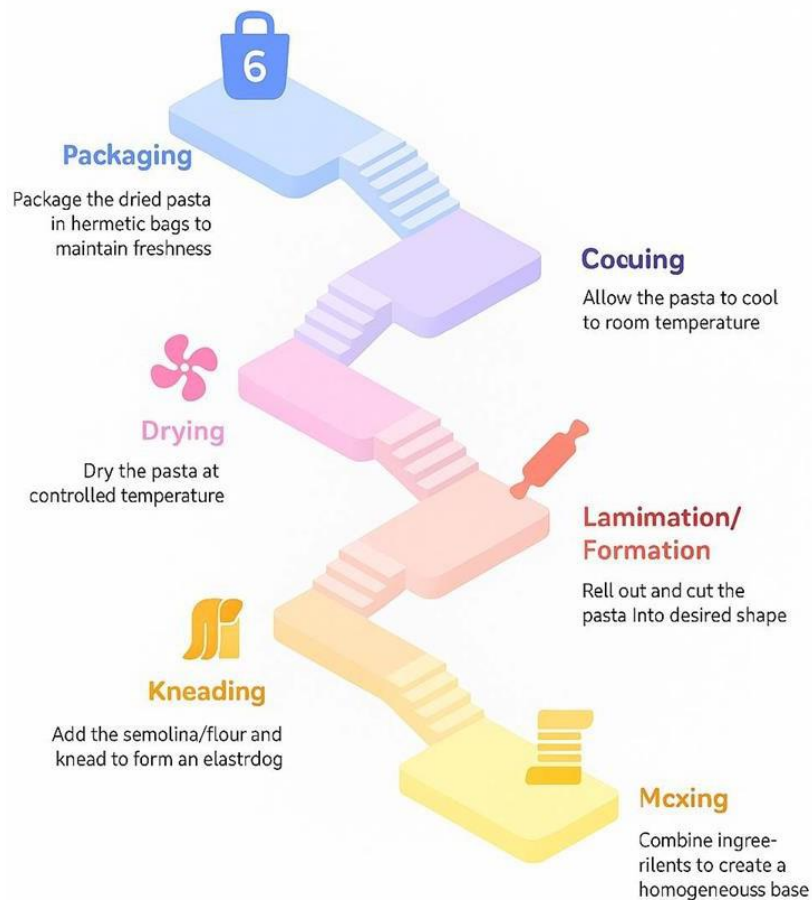 6
Packaging
Package the dried pasta
in hermetic bags to
maintain freshness
Cocuing
Allow the pasta to cool
to room temperature
Drying
Dry the pasta at
controlled temperature
Lamimation/
Formation
Rell out and cut the
pasta Into desired shape
Kneading
Add the semolina/flour and
knead to form an elastrdog
Mcxing
Combine ingree-
rilents to create a
homogeneouss base